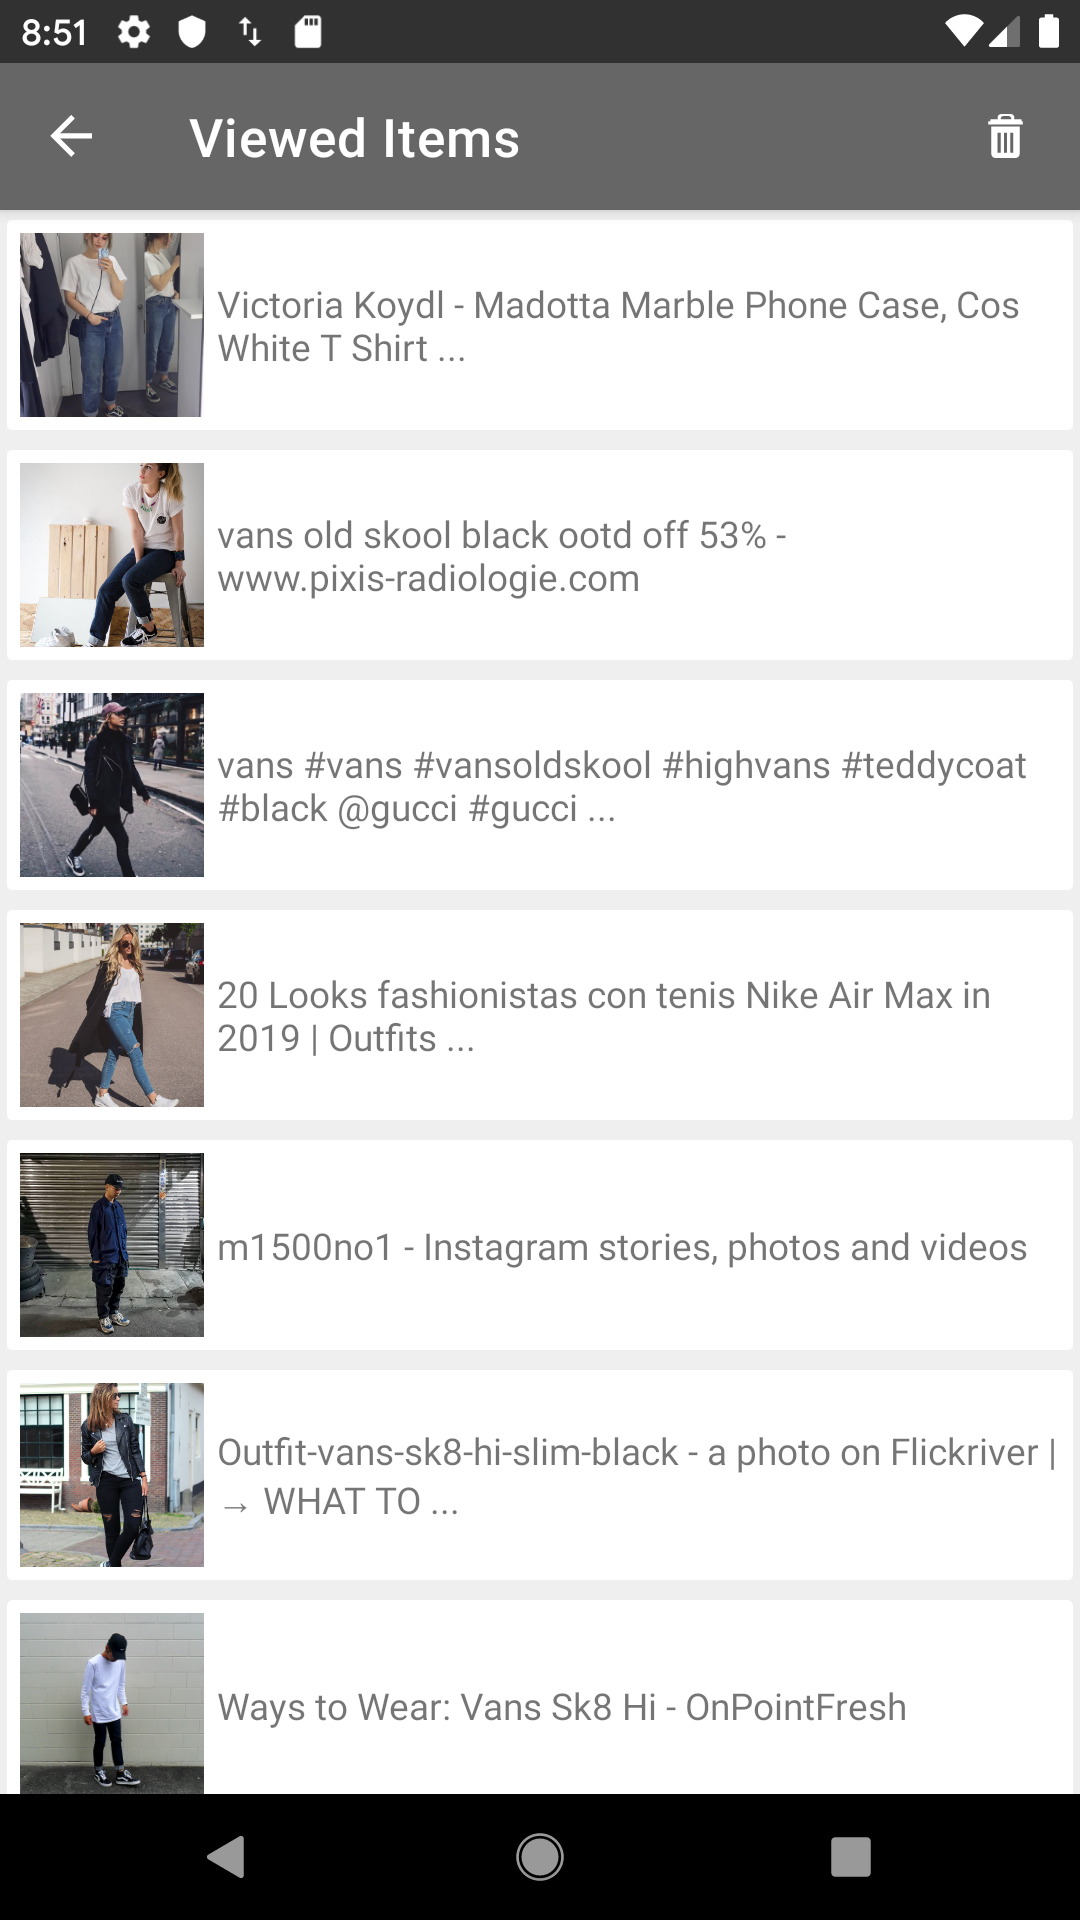 8:51
Viewed Items
Victoria Koydl - Madotta Marble Phone Case, Cos
White T Shirt ...
vans old skool black ootd off 53% -
www.pixis-radiologie.com
vans #vans #vansoldskool #highvans #teddycoat
#black @gucci #gucci ...
20 Looks fashionistas con tenis Nike Air Max in
2019 | Outfits ...
m1500no1 - Instagram stories, photos and videos
Outfit-vans-sk8-hi-slim-black - a photo on Flickriver |
→ WHAT TO ...
Ways to Wear: Vans Sk8 Hi - OnPointFresh